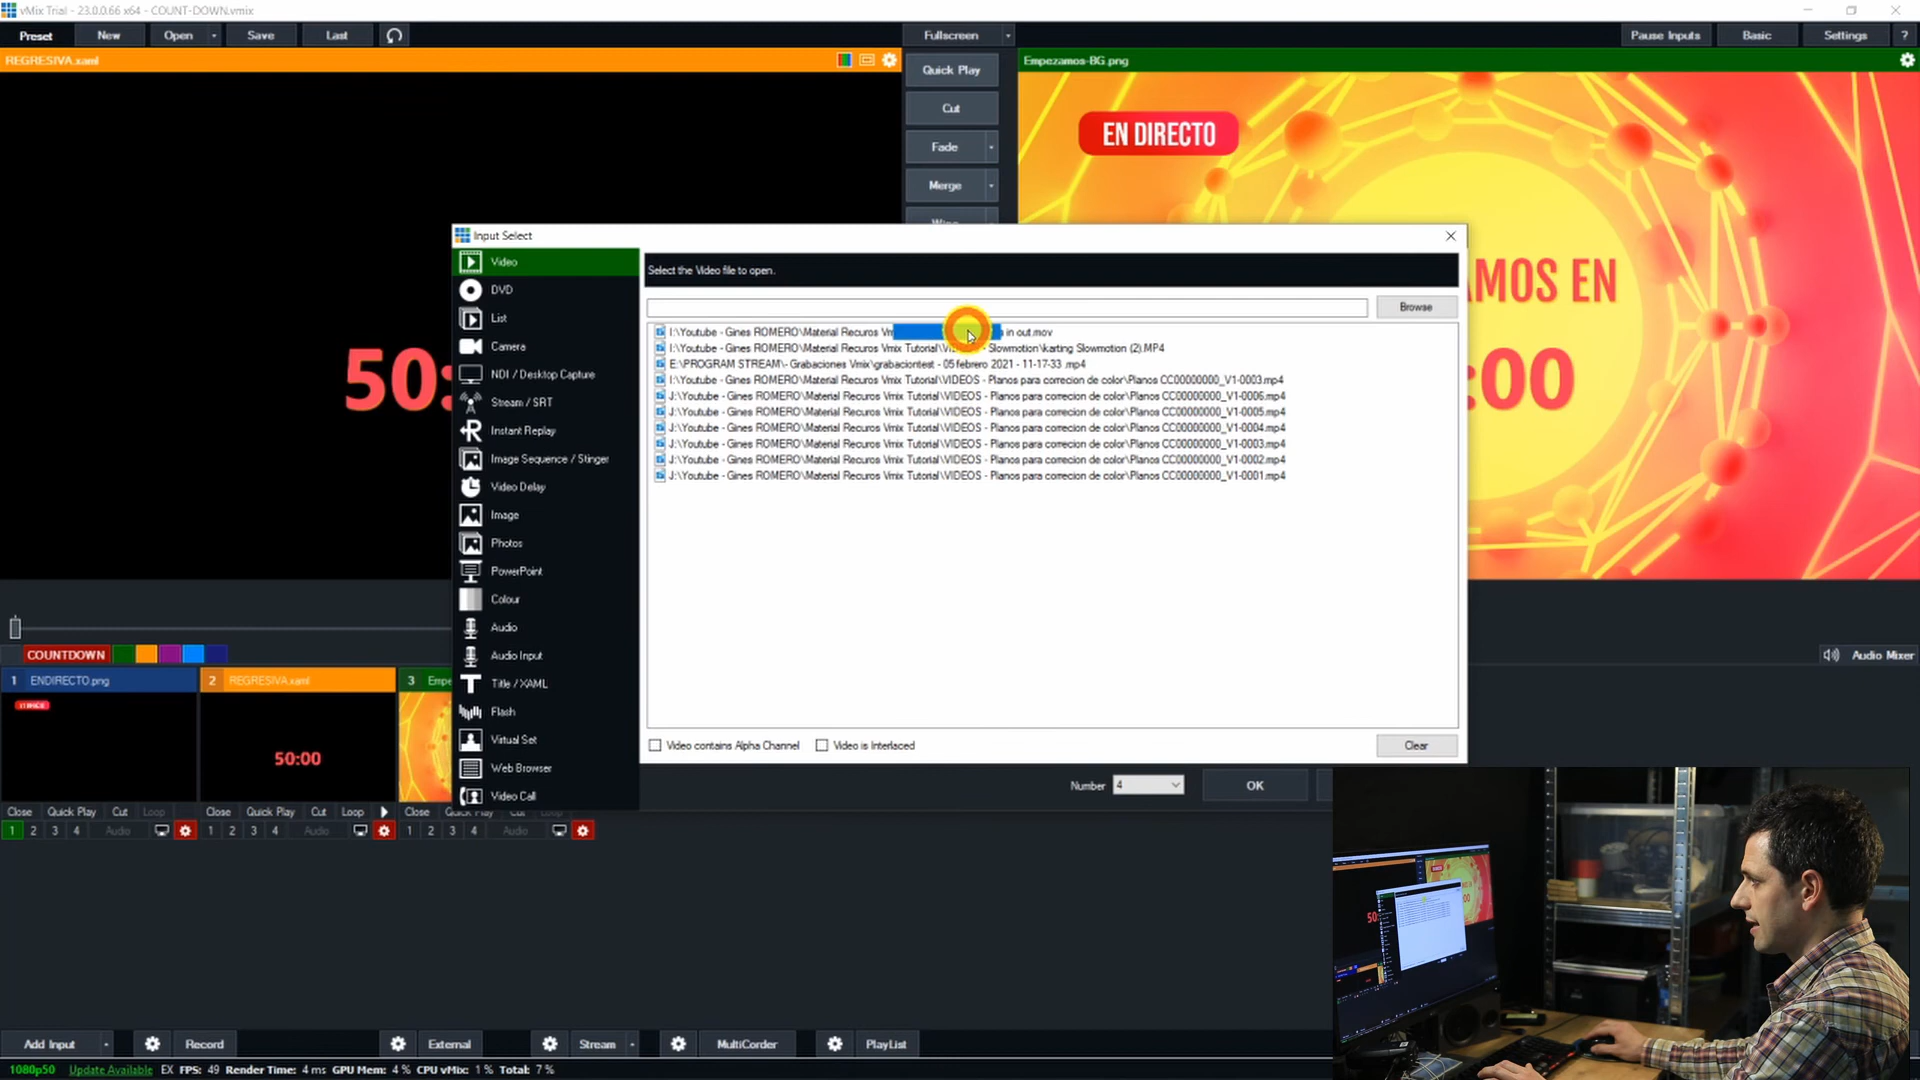 vMix Trial - 23.0.0.66 x64 - COUNT-DOWN.vmix
Preset New Open Save Last Fullscreen Pause Inputs Basic Settings ?
REGRESIVA.xaml
Empezamos-BG.png
Quick Play
Cut
Fade
Merge
EN DIRECTO
AMOS EN
:00
50:
Input Select
Video
DVD
List
Camera
NDI / Desktop Capture
Stream / SRT
Instant Replay
Image Sequence / Stinger
Video Delay
Image
Photos
PowerPoint
Colour
Audio
Audio Input
Title / XAML
Flash
Virtual Set
Web Browser
Video Call
Select the Video file to open.
Browse
I:\Youtube - Gines ROMERO\Material Recuros Vm in out.mov
I:\Youtube - Gines ROMERO\Material Recuros Vmix Tutorial\VI - Slowmotion\karting Slowmotion (2).MP4
E:\PROGRAM STREAM\- Grabaciones Vmix\grabaciontest - 05 febrero 2021 - 11-17-33 .mp4
I:\Youtube - Gines ROMERO\Material Recuros Vmix Tutorial\VIDEOS - Planos para correcion de color\Planos CC00000000_V1-0003.mp4
J:\Youtube - Gines ROMERO\Material Recuros Vmix Tutorial\VIDEOS - Planos para correcion de color\Planos CC00000000_V1-0006.mp4
J:\Youtube - Gines ROMERO\Material Recuros Vmix Tutorial\VIDEOS - Planos para correcion de color\Planos CC00000000_V1-0005.mp4
J:\Youtube - Gines ROMERO\Material Recuros Vmix Tutorial\VIDEOS - Planos para correcion de color\Planos CC00000000_V1-0004.mp4
J:\Youtube - Gines ROMERO\Material Recuros Vmix Tutorial\VIDEOS - Planos para correcion de color\Planos CC00000000_V1-0003.mp4
J:\Youtube - Gines ROMERO\Material Recuros Vmix Tutorial\VIDEOS - Planos para correcion de color\Planos CC00000000_V1-0002.mp4
J:\Youtube - Gines ROMERO\Material Recuros Vmix Tutorial\VIDEOS - Planos para correcion de color\Planos CC00000000_V1-0001.mp4
Video contains Alpha Channel Video is Interlaced Clear
Number 4 OK
COUNTDOWN
Audio Mixer
1 ENDIRECTO.png 2 REGRESIVA.xaml 3 Empe
50:00
Close Quick Play Cut Loop Close Quick Play Cut Loop Close Quick Play Cut Loop
1 2 3 4 Audio 1 2 3 4 Audio 1 2 3 4 Audio
Add Input Record External Stream MultiCorder PlayList
1080p50 Update Available EX FPS: 49 Render Time: 4 ms GPU Mem: 4 % CPU vMix: 1 % Total: 7 %